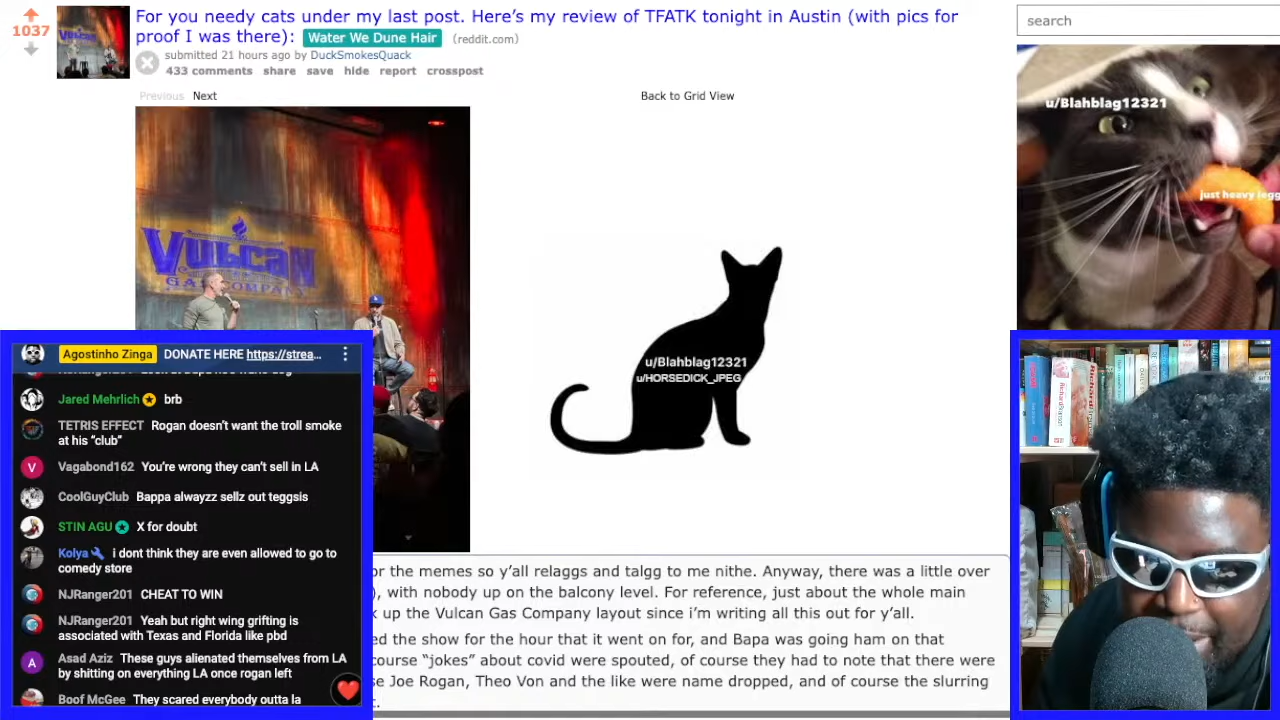 For you needy cats under my last post. Here's my review of TFATK tonight in Austin (with pics for
proof I was there): Water We Dune Hair (reddit.com)
1037
submitted 21 hours ago by DuckSmokesQuack
433 comments share save hide report crosspost
Previous Next
Back to Grid View
search
u/Blahblag12321
just heavy legg
VULCAN
GAS COMPANY
u/Blahblag12321
u/HORSEDICK_JPEG
or the memes so y'all relaggs and talgg to me nithe. Anyway, there was a little over
), with nobody up on the balcony level. For reference, just about the whole main
k up the Vulcan Gas Company layout since i'm writing all this out for y'all.
ed the show for the hour that it went on for, and Bapa was going ham on that
course "jokes" about covid were spouted, of course they had to note that there were
se Joe Rogan, Theo Von and the like were name dropped, and of course the slurring
t.
Agostinho Zinga DONATE HERE https://strea...
Jared Mehrlich brb
TETRIS EFFECT Rogan doesn't want the troll smoke
at his "club"
V Vagabond162 You're wrong they can't sell in LA
CoolGuyClub Bappa alwayzz sellz out teggsis
STIN AGU X for doubt
Kolya i dont think they are even allowed to go to
comedy store
NJRanger201 CHEAT TO WIN
NJRanger201 Yeah but right wing grifting is
associated with Texas and Florida like pbd
A Asad Aziz These guys alienated themselves from LA
by shitting on everything LA once rogan left
Boof McGee They scared everybody outta la